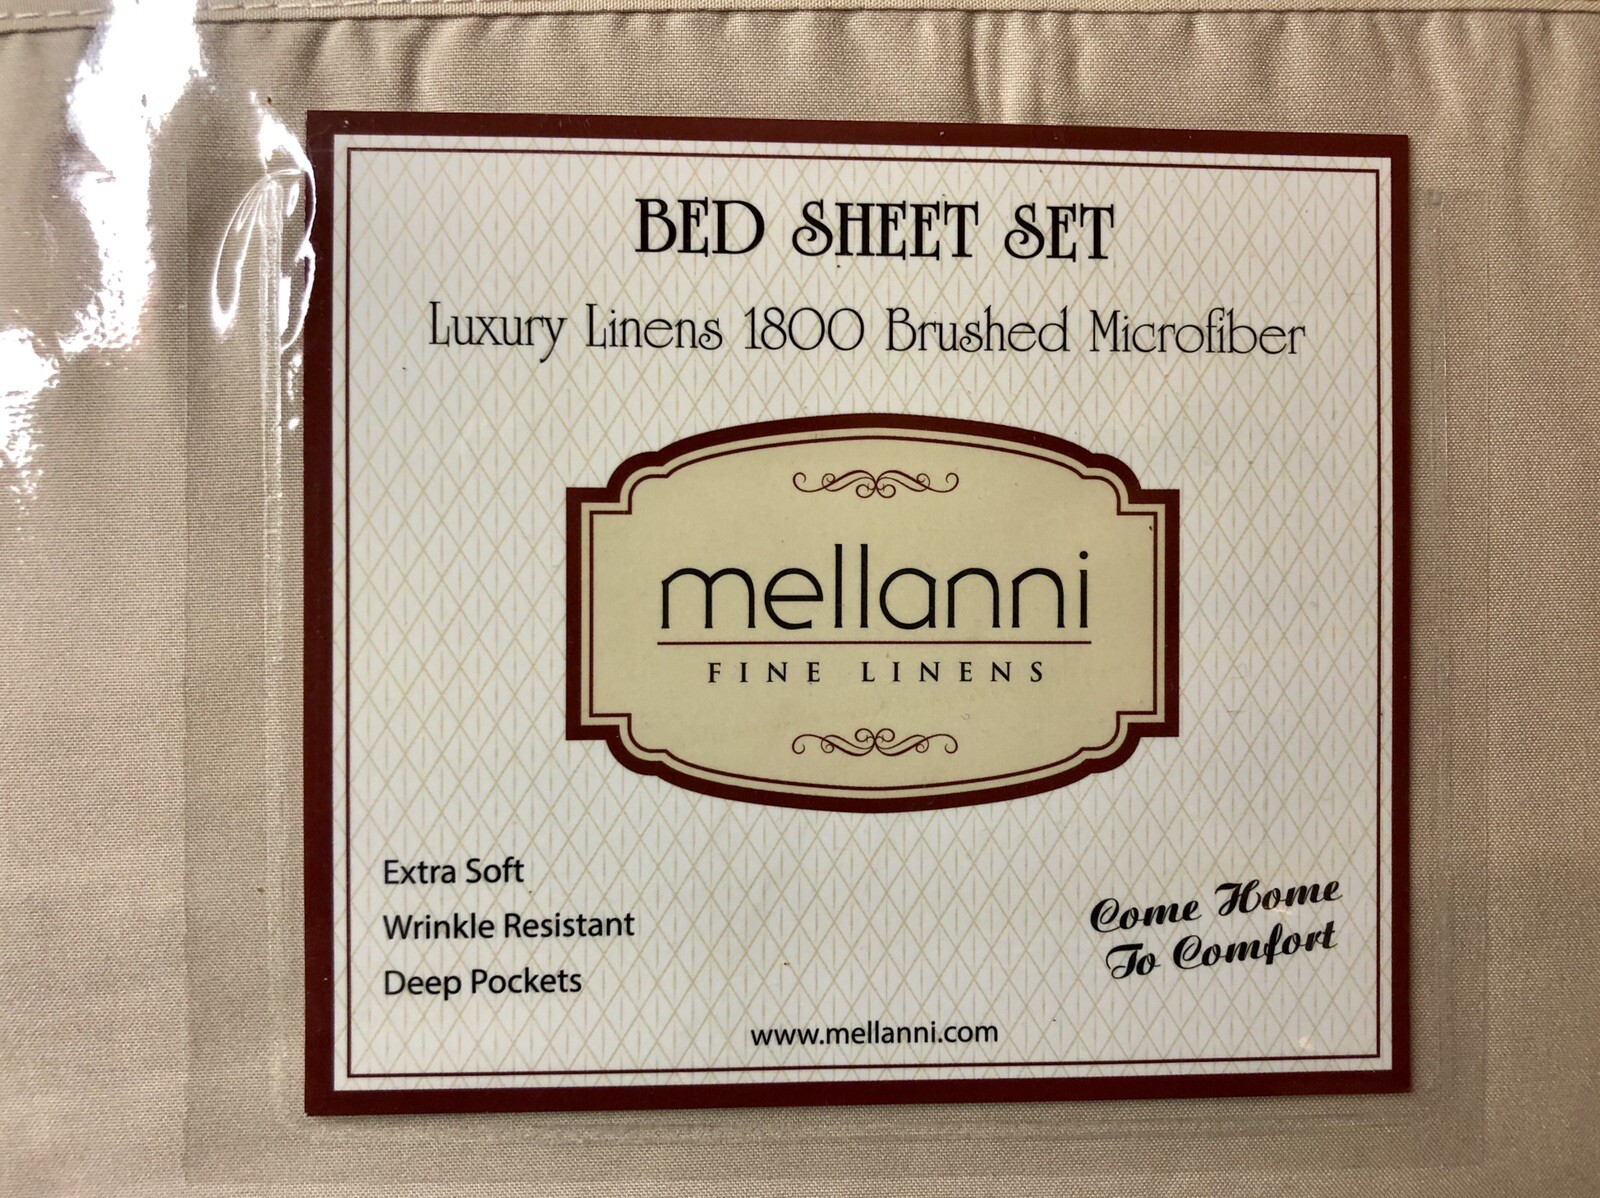 BED SHEET SET
Luxury Linens 1800 Brushed Microfiber
mellanni
FINE LINENS
Extra Soft
Wrinkle Resistant
Deep Pockets
Come Home
To Comfort
www.mellanni.com